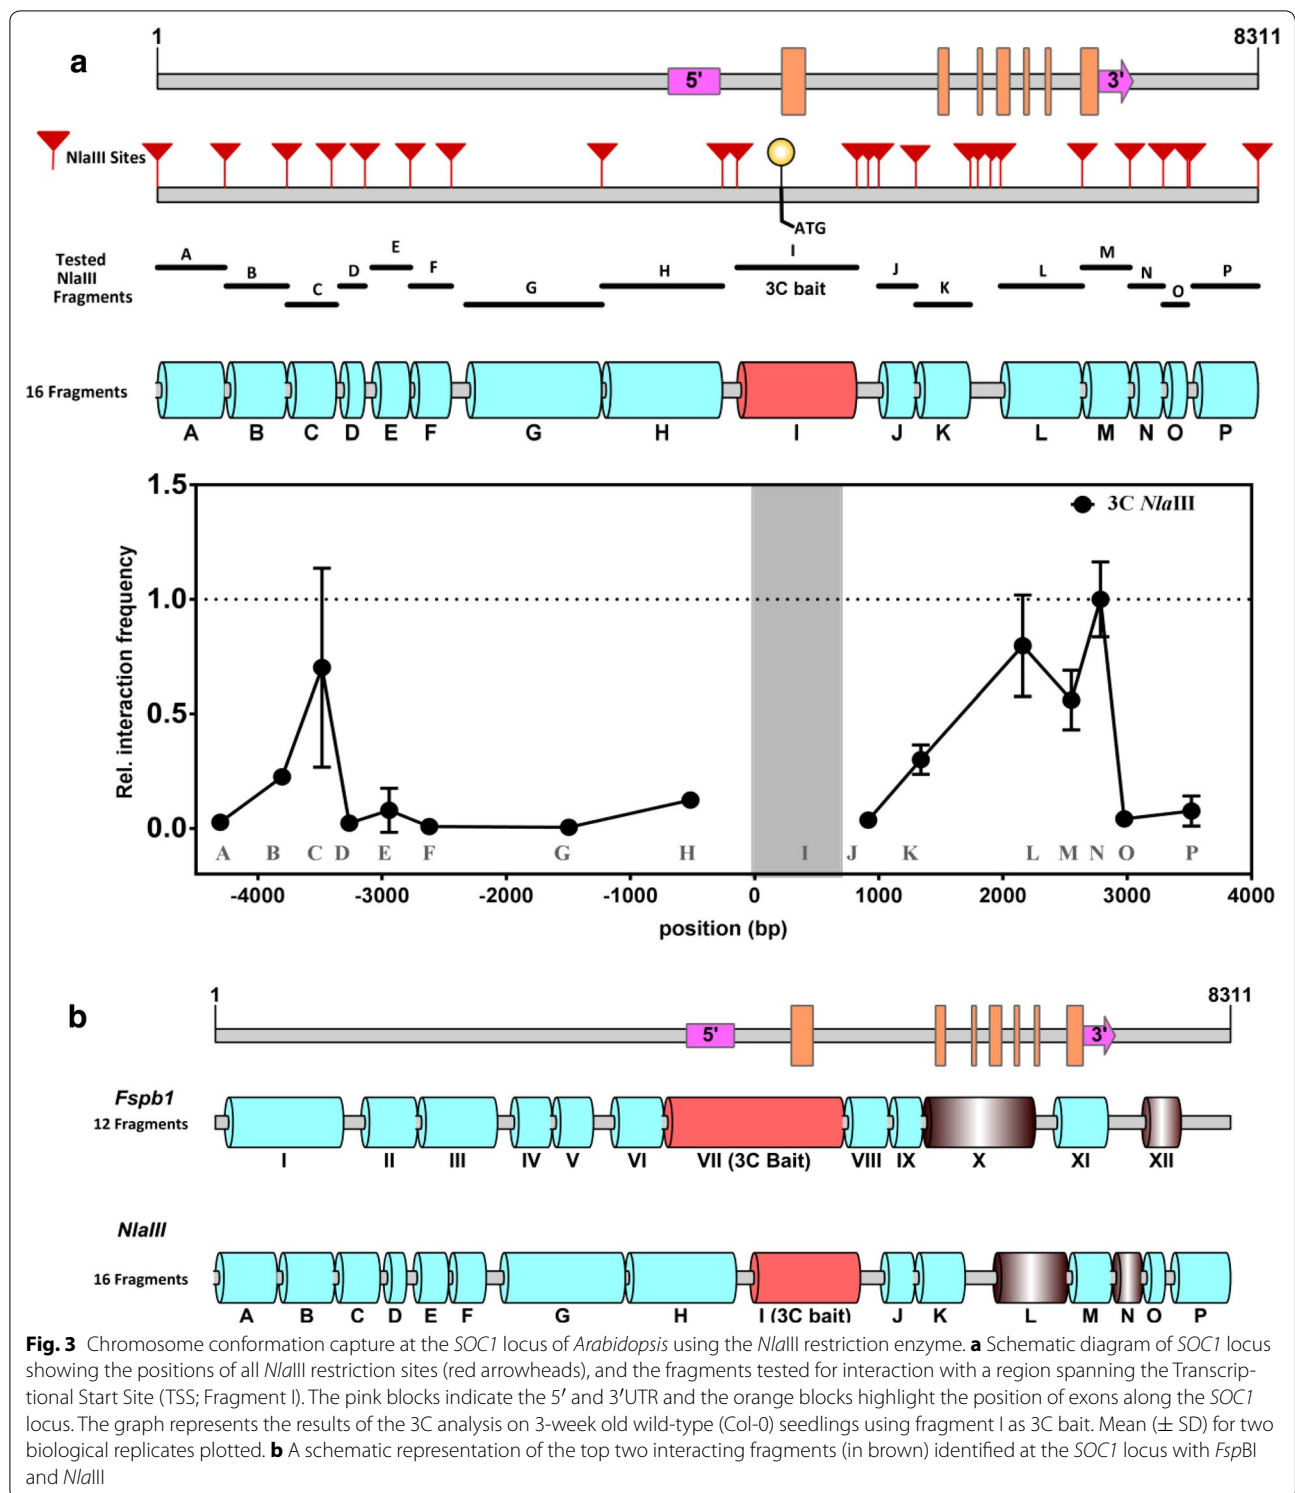 a
1
8311
5'
3'
NlaIII Sites
ATG
Tested
NlaIII
Fragments
A B C D E F G H I J K L M N O P
3C bait
16 Fragments
A B C D E F G H I J K L M N O P
1.5
1.0
0.5
0.0
Rel. interaction frequency
3C NlaIII
A B C D E F G H I J K L M N O P
-4000 -3000 -2000 -1000 0 1000 2000 3000 4000
position (bp)
b
1
8311
5'
3'
Fspb1
12 Fragments
I II III IV V VI VII (3C Bait) VIII IX X XI XII
NlaIII
16 Fragments
A B C D E F G H I (3C bait) J K L M N O P
Fig. 3 Chromosome conformation capture at the SOC1 locus of Arabidopsis using the NlaIII restriction enzyme. a Schematic diagram of SOC1 locus
showing the positions of all NlaIII restriction sites (red arrowheads), and the fragments tested for interaction with a region spanning the Transcrip-
tional Start Site (TSS; Fragment I). The pink blocks indicate the 5′ and 3′UTR and the orange blocks highlight the position of exons along the SOC1
locus. The graph represents the results of the 3C analysis on 3-week old wild-type (Col-0) seedlings using fragment I as 3C bait. Mean (± SD) for two
biological replicates plotted. b A schematic representation of the top two interacting fragments (in brown) identified at the SOC1 locus with FspBI
and NlaIII